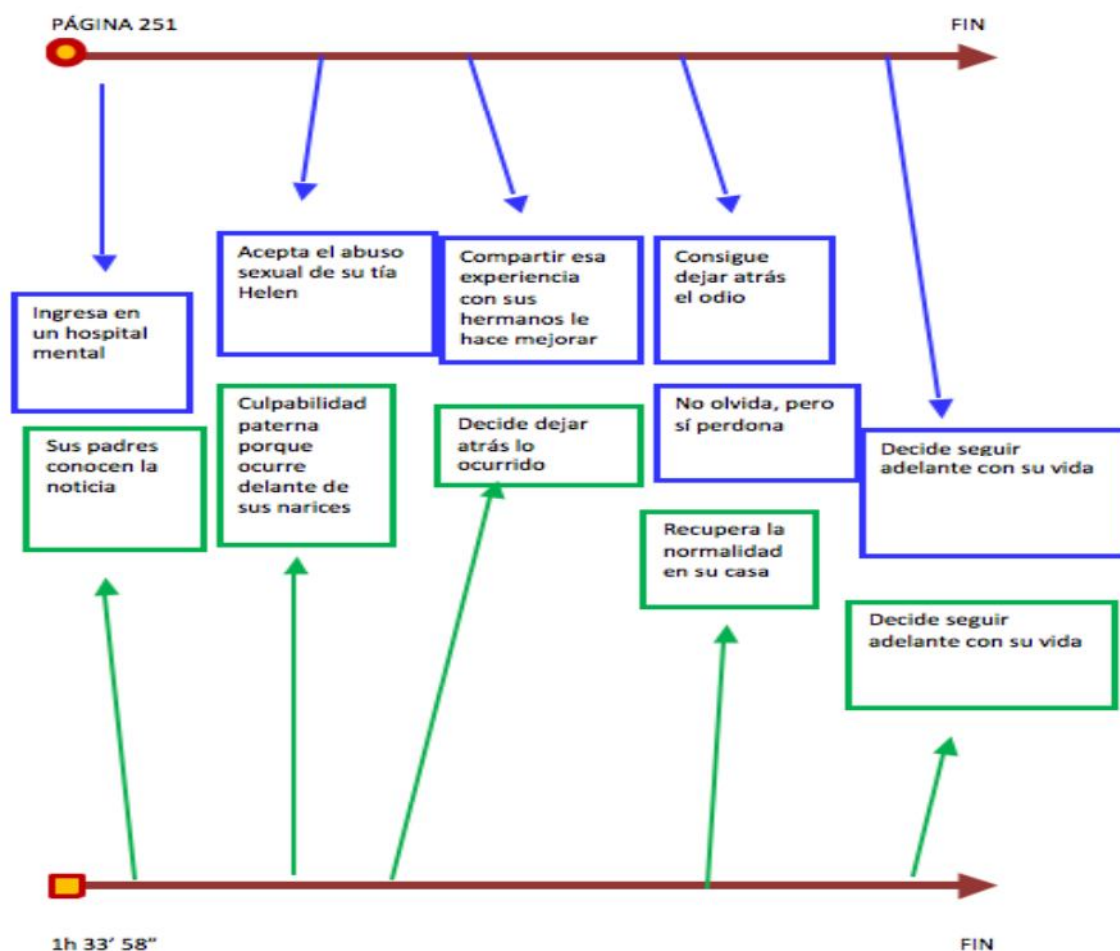 PÁGINA 251
FIN
Ingresa en
un hospital
mental
Acepta el abuso
sexual de su tía
Helen
Compartir esa
experiencia
con sus
hermanos le
hace mejorar
Consigue
dejar atrás
el odio
No olvida, pero
sí perdona
Decide seguir
adelante con su vida
Sus padres
conocen la
noticia
Culpabilidad
paterna
porque
ocurre
delante de
sus narices
Decide dejar
atrás lo
ocurrido
Recupera la
normalidad
en su casa
Decide seguir
adelante con su vida
1h 33’ 58”
FIN